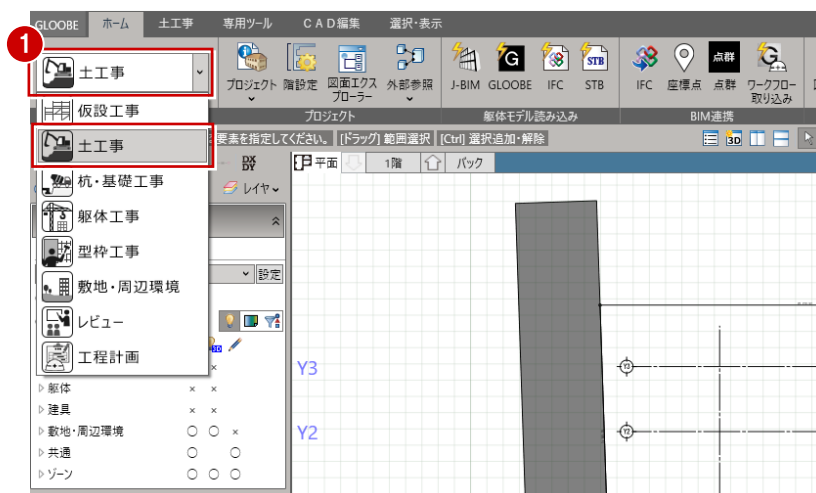 GLOOBE ホーム 土工事 専用ツール ＣＡＤ編集 選択・表示
1
土工事
プロジェクト 階設定 図面エクスプローラー 外部参照 J-BIM GLOOBE IFC STB IFC 座標点 点群 ワークフロー取り込み
プロジェクト 躯体モデル読み込み BIM連携
仮設工事
要素を指定してください。 [ドラッグ] 範囲選択 [Ctrl] 選択追加・解除
土工事
平面 1階 パック
杭・基礎工事
レイヤ
躯体工事
型枠工事
設定
敷地・周辺環境
レビュー
工程計画
躯体 × ×
建具 × ×
敷地・周辺環境 ○ ○ ×
共通 ○ ○
ゾーン ○ ○ ○
Y3
Y3
Y2
Y2